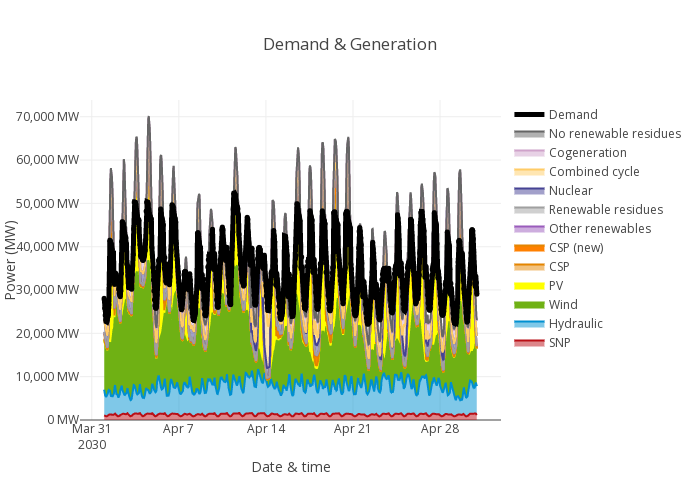 Demand & Generation
70,000 MW
60,000 MW
50,000 MW
40,000 MW
30,000 MW
20,000 MW
10,000 MW
0 MW
Power (MW)
Mar 31
2030
Apr 7
Apr 14
Apr 21
Apr 28
Date & time
Demand
No renewable residues
Cogeneration
Combined cycle
Nuclear
Renewable residues
Other renewables
CSP (new)
CSP
PV
Wind
Hydraulic
SNP